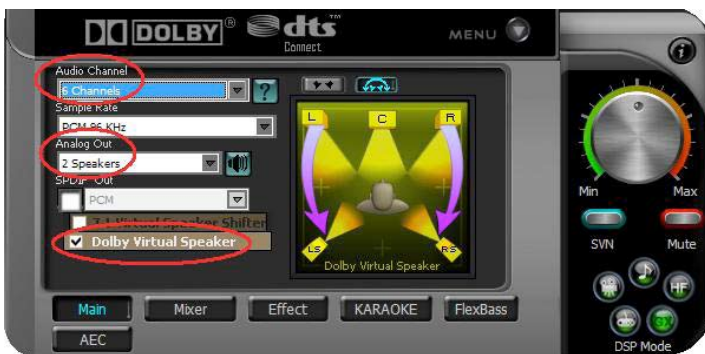 DOLBY® dts™
Connect
MENU
Audio Channel
6 Channels
?
Sample Rate
PCM 96 KHz
Analog Out
2 Speakers
SPDIF Out
PCM
7.1 Virtual Speaker Shifter
Dolby Virtual Speaker
L C R
LS RS
Dolby Virtual Speaker
i
Min Max
SVN Mute
HF
GX
DSP Mode
Main Mixer Effect KARAOKE FlexBass
AEC